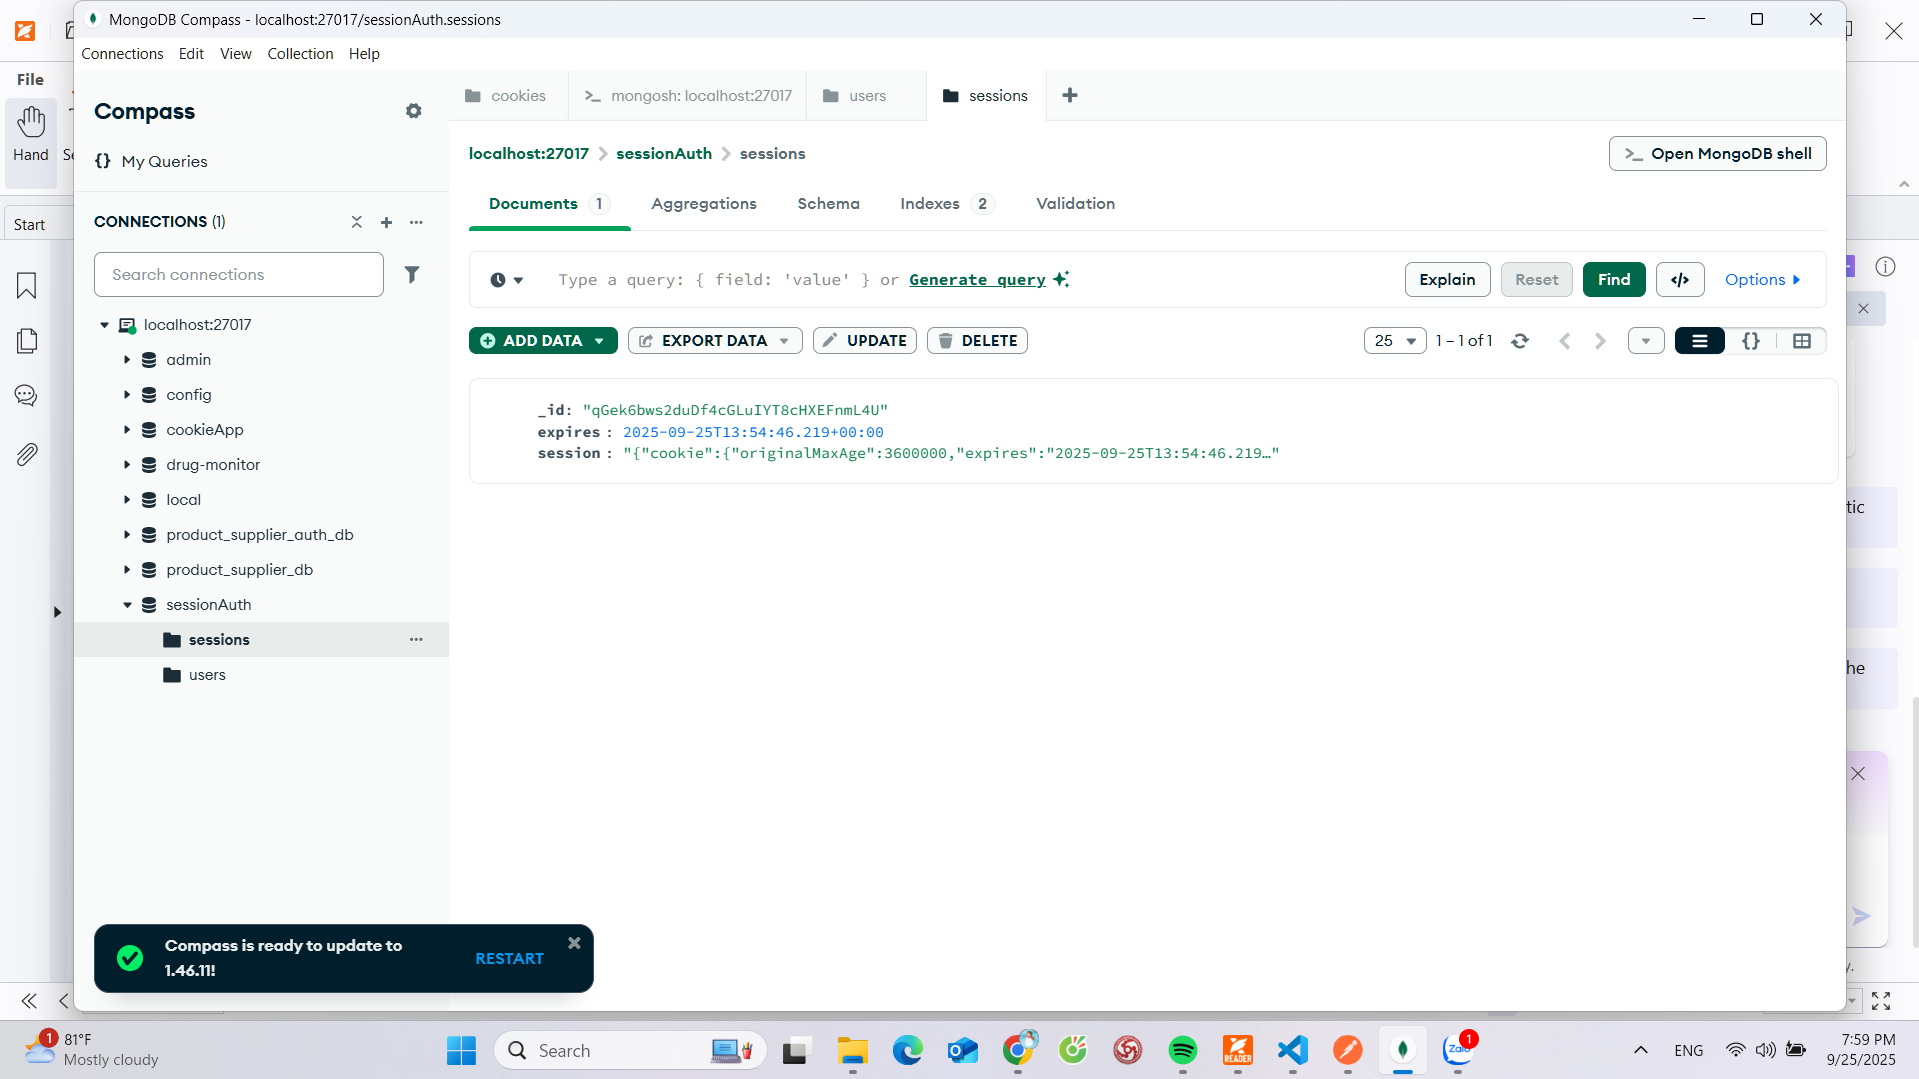 MongoDB Compass - localhost:27017/sessionAuth.sessions
Connections Edit View Collection Help
File
Hand
Start
Compass
My Queries
CONNECTIONS (1)
Search connections
localhost:27017
admin
config
cookieApp
drug-monitor
local
product_supplier_auth_db
product_supplier_db
sessionAuth
sessions
users
cookies
mongosh: localhost:27017
users
sessions
localhost:27017 > sessionAuth > sessions
>_ Open MongoDB shell
Documents 1 Aggregations Schema Indexes 2 Validation
Type a query: { field: 'value' } or Generate query
Explain Reset Find </> Options
ADD DATA EXPORT DATA UPDATE DELETE
25 1 – 1 of 1 {}
_id: "qGek6bws2duDf4cGLuIYT8cHXEFnmL4U"
expires : 2025-09-25T13:54:46.219+00:00
session : "{"cookie":{"originalMaxAge":3600000,"expires":"2025-09-25T13:54:46.219…"
tic
he
y.
Compass is ready to update to
1.46.11!
RESTART
1
81°F
Mostly cloudy
Search
READER
Zalo
1
ENG
7:59 PM
9/25/2025